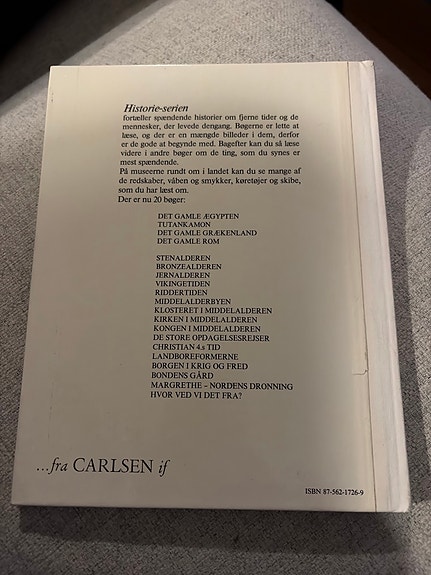 Historie-serien
fortæller spændende historier om fjerne tider og de
mennesker, der levede dengang. Bøgerne er lette at
læse, og der er en mængde billeder i dem, derfor
er de gode at begynde med. Bagefter kan du så læse
videre i andre bøger om de ting, som du synes er
mest spændende.
På museerne rundt om i landet kan du se mange af
de redskaber, våben og smykker, køretøjer og skibe,
som du har læst om.
Der er nu 20 bøger:
DET GAMLE ÆGYPTEN
TUTANKAMON
DET GAMLE GRÆKENLAND
DET GAMLE ROM
STENALDEREN
BRONZEALDEREN
JERNALDEREN
VIKINGETIDEN
RIDDERTIDEN
MIDDELALDERBYEN
KLOSTERET I MIDDELALDEREN
KIRKEN I MIDDELALDEREN
KONGEN I MIDDELALDEREN
DE STORE OPDAGELSESREJSER
CHRISTIAN 4.s TID
LANDBOREFORMERNE
BORGEN I KRIG OG FRED
BONDENS GÅRD
MARGRETHE – NORDENS DRONNING
HVOR VED VI DET FRA?
...fra CARLSEN if
ISBN 87-562-1726-9